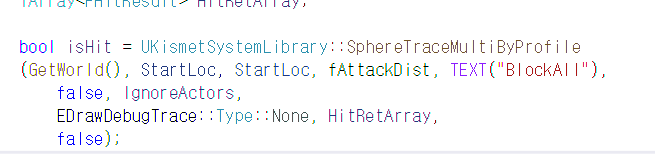 TArray<FHitResult> HitRetArray;
bool isHit = UKismetSystemLibrary::SphereTraceMultiByProfile
(GetWorld(), StartLoc, StartLoc, fAttackDist, TEXT("BlockAll"),
false, IgnoreActors,
EDrawDebugTrace::Type::None, HitRetArray,
false);